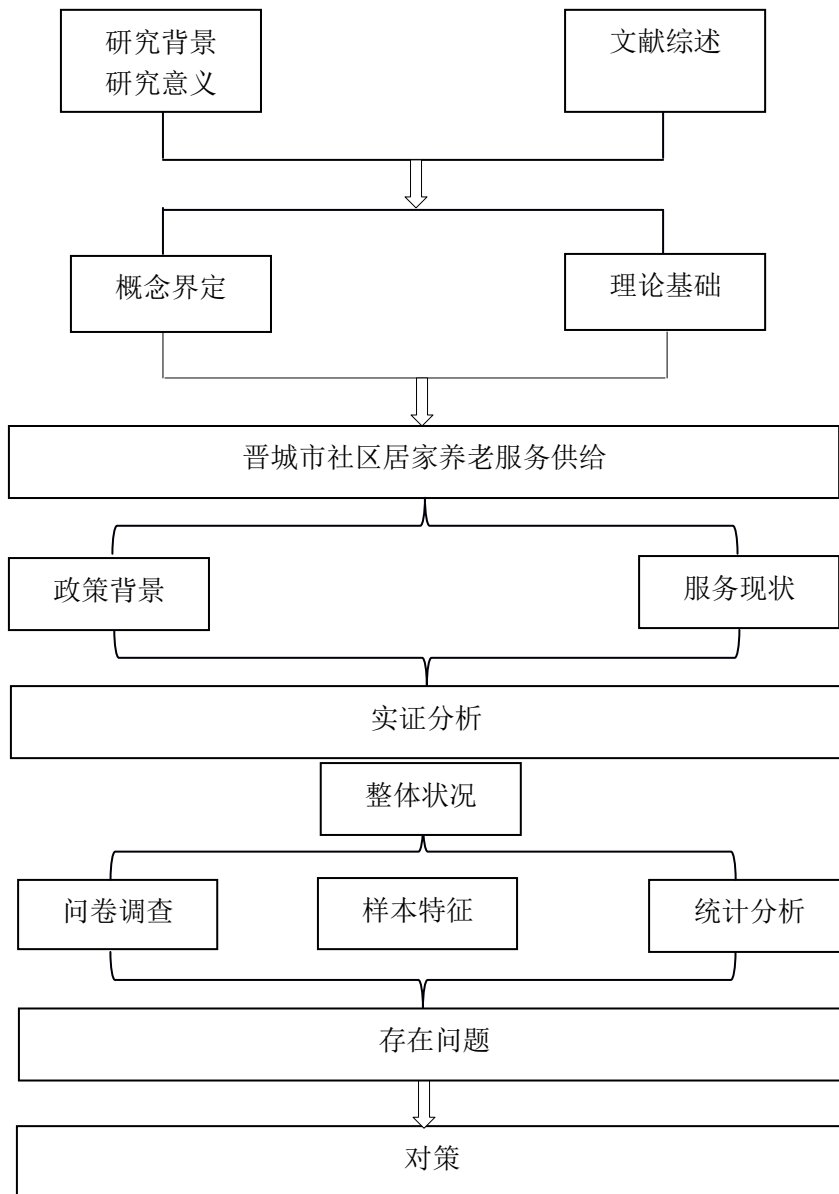 研究背景
研究意义
文献综述
概念界定
理论基础
晋城市社区居家养老服务供给
政策背景
服务现状
实证分析
整体状况
问卷调查
样本特征
统计分析
存在问题
对策